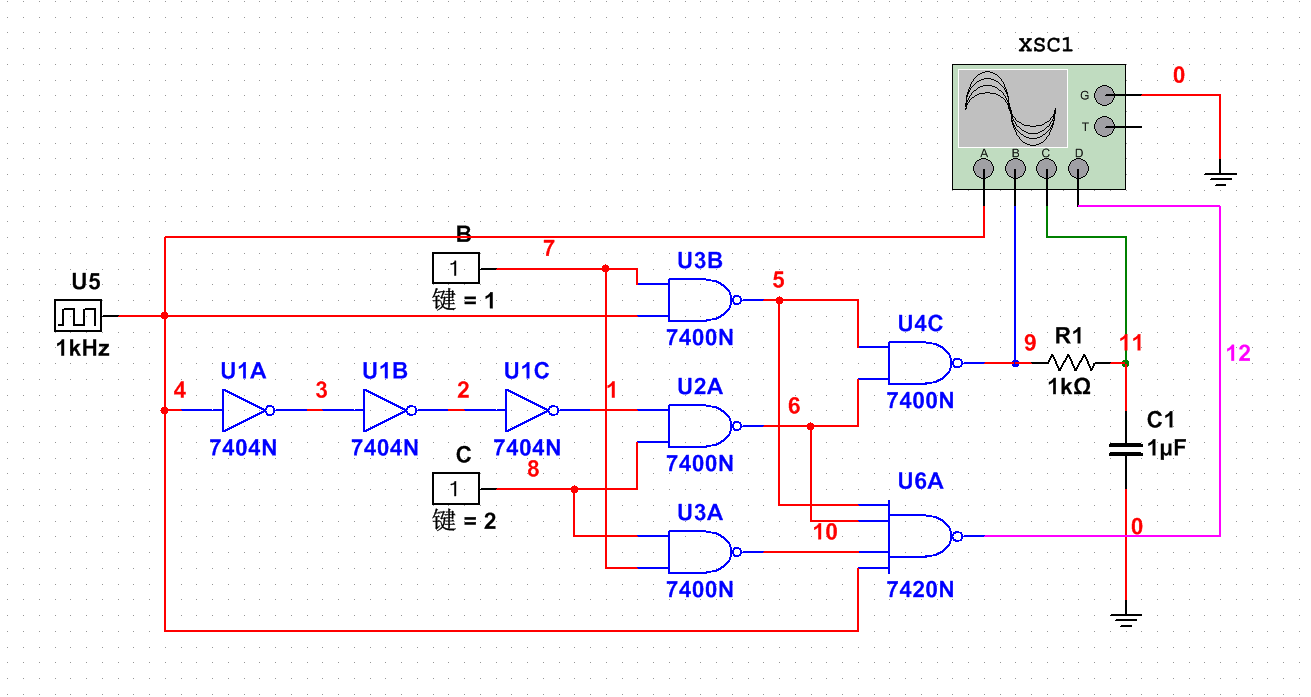 XSC1
0
G
T
A B C D
B
7
1
键 = 1
U5
1kHz
U3B
7400N
5
U4C
7400N
9
R1
1kΩ
11
12
4
U1A
7404N
3
U1B
7404N
2
U1C
7404N
1
U2A
7400N
6
C1
1µF
C
8
1
键 = 2
U3A
7400N
10
U6A
7420N
0